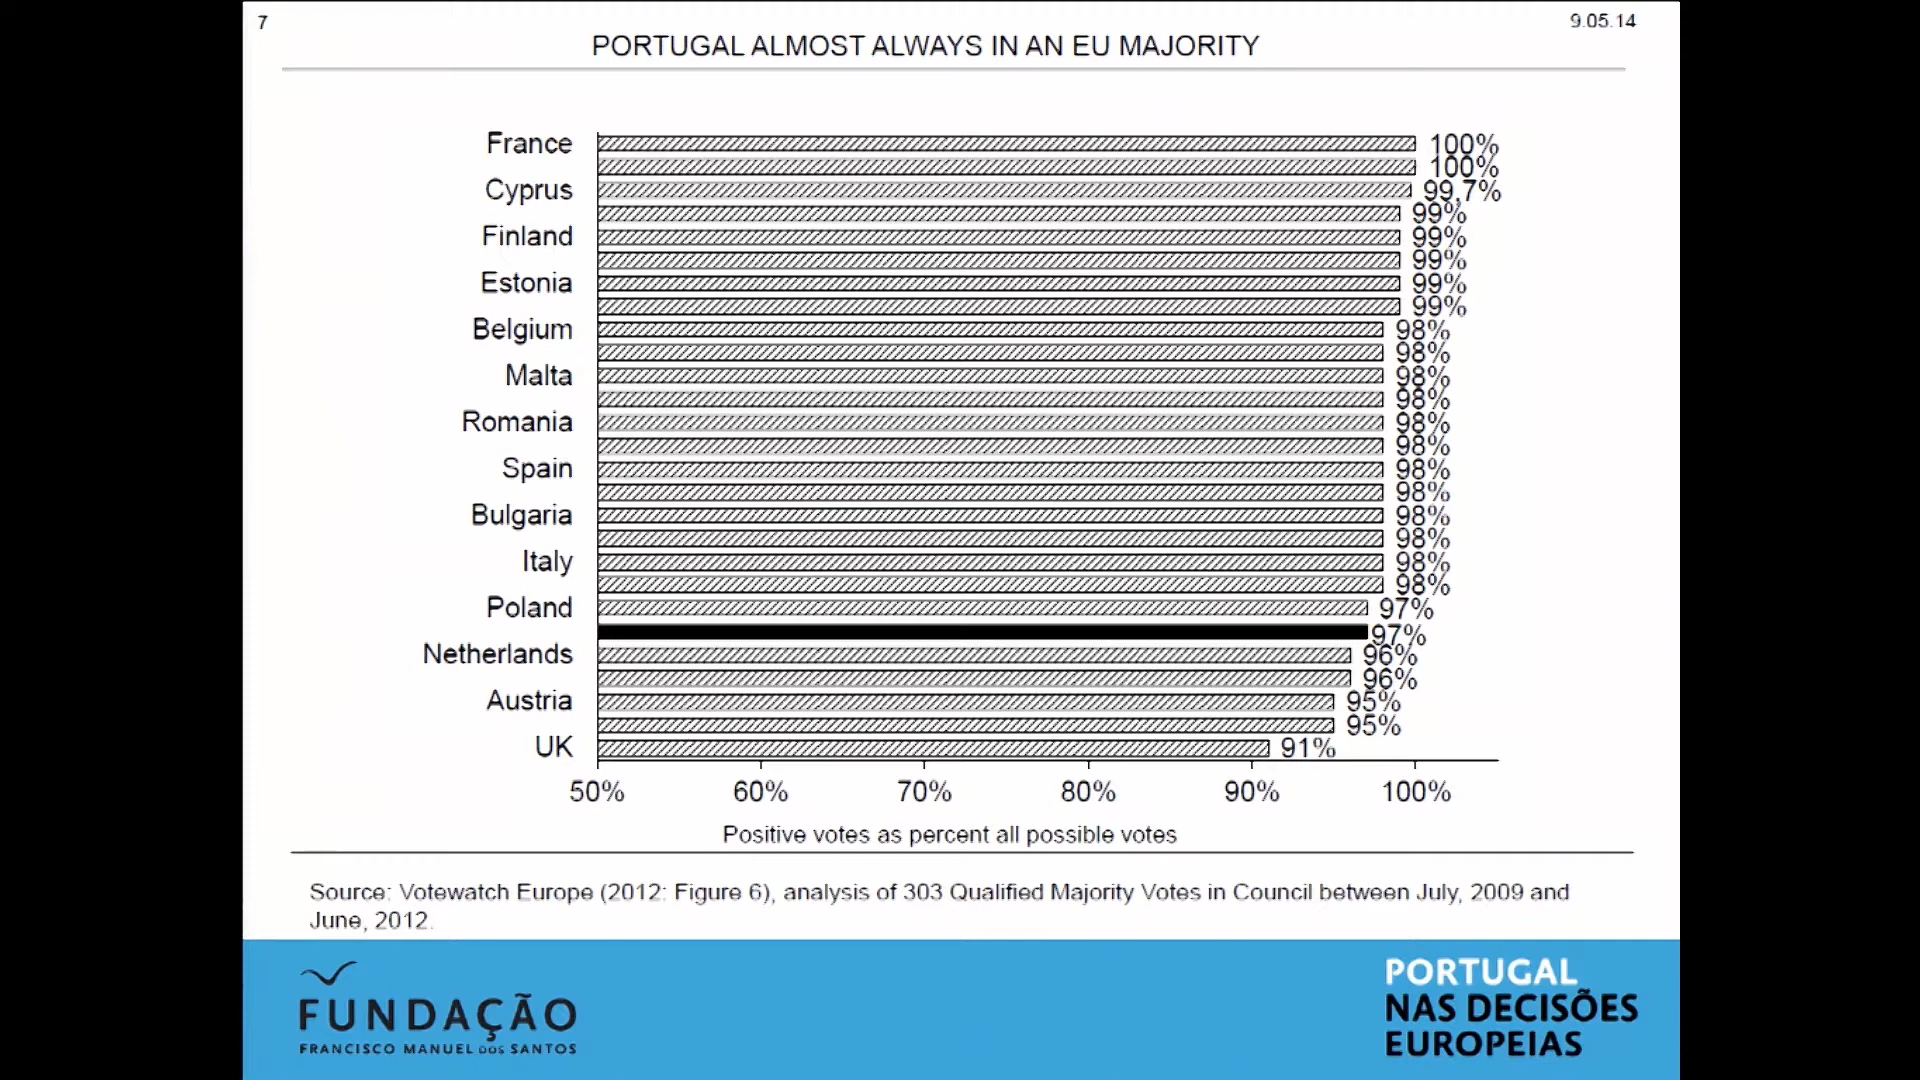 7
9.05.14
PORTUGAL ALMOST ALWAYS IN AN EU MAJORITY
France 100%
100%
Cyprus 99,7%
99%
Finland 99%
99%
Estonia 99%
99%
Belgium 98%
98%
Malta 98%
98%
Romania 98%
98%
Spain 98%
98%
Bulgaria 98%
98%
Italy 98%
98%
Poland 97%
97%
Netherlands 96%
96%
Austria 95%
95%
UK 91%
50% 60% 70% 80% 90% 100%
Positive votes as percent all possible votes
Source: Votewatch Europe (2012: Figure 6), analysis of 303 Qualified Majority Votes in Council between July, 2009 and
June, 2012.
FUNDAÇÃO
FRANCISCO MANUEL DOS SANTOS
PORTUGAL
NAS DECISÕES
EUROPEIAS